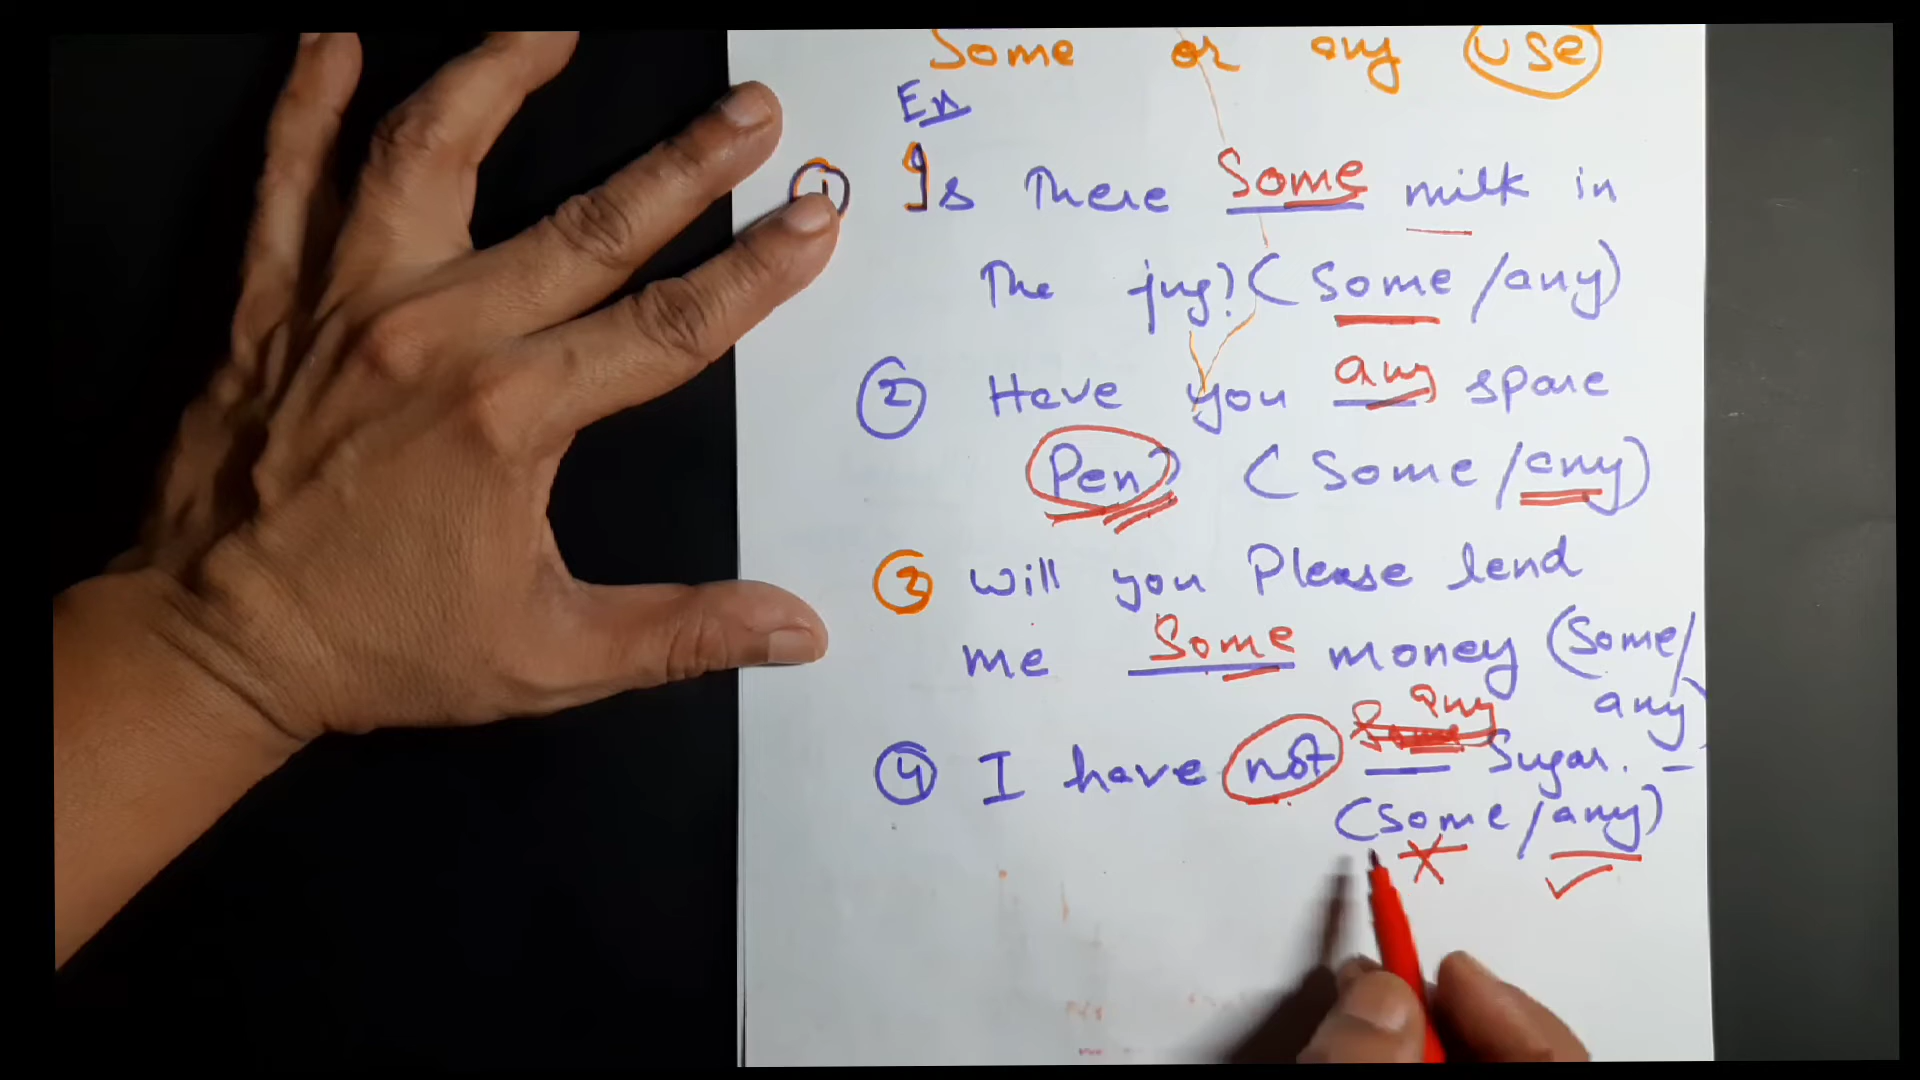 Some or any use
Ex
① Is There Some milk in
The jug? (Some/any)
② Have you any spare
Pen? (Some/any)
③ Will you Please lend
me Some money (Some/
any)
④ I have not any Sugar.
(Some/any)